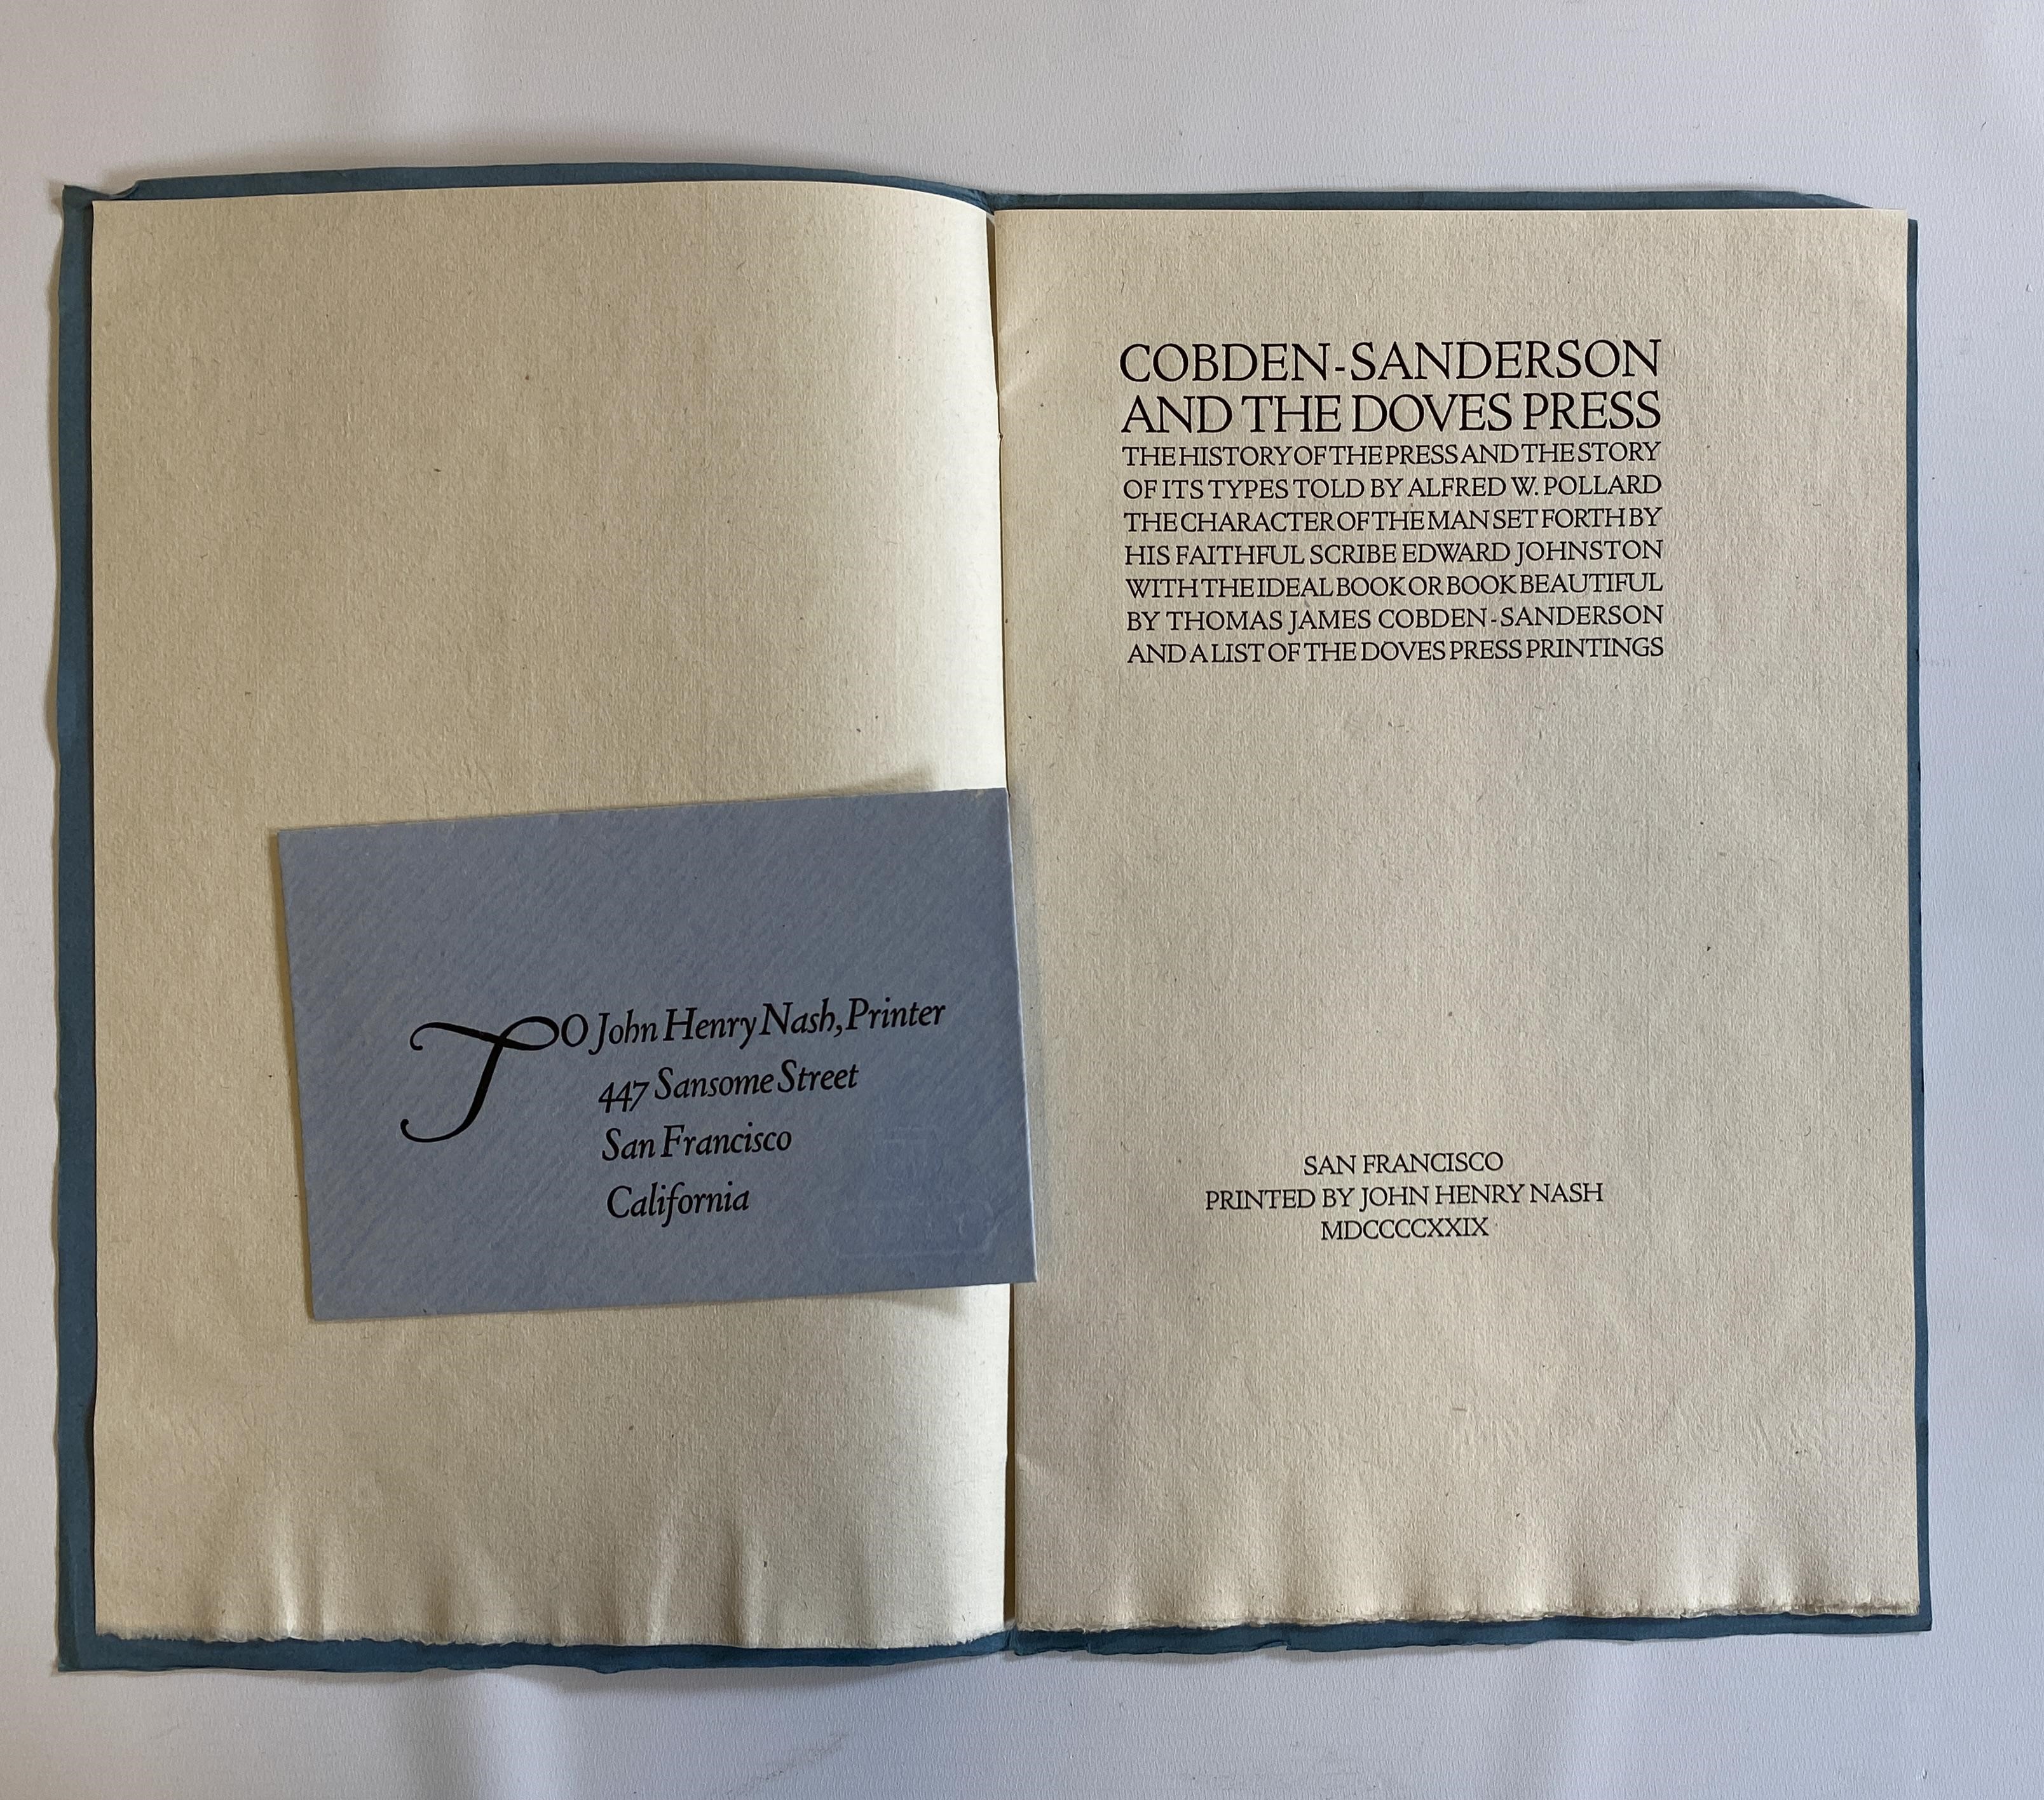 TO John Henry Nash, Printer
447 Sansome Street
San Francisco
California
COBDEN-SANDERSON
AND THE DOVES PRESS
THE HISTORY OF THE PRESS AND THE STORY
OF ITS TYPES TOLD BY ALFRED W. POLLARD
THE CHARACTER OF THE MAN SET FORTH BY
HIS FAITHFUL SCRIBE EDWARD JOHNSTON
WITH THE IDEAL BOOK OR BOOK BEAUTIFUL
BY THOMAS JAMES COBDEN-SANDERSON
AND A LIST OF THE DOVES PRESS PRINTINGS
SAN FRANCISCO
PRINTED BY JOHN HENRY NASH
MDCCCCXXIX